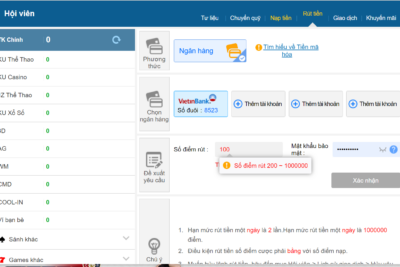 Hội viên
Tư liệu
Chuyển quỹ
Nạp tiền
Rút tiền
Giao dịch
Khuyến mãi
TK Chính 0
KU Thể Thao 0
KU Casino 0
Thể Thao 0
KU Xổ Số 0
0
AG 0
WM 0
CMD 0
COOL-IN 0
Ví bạn bè 0
Sảnh khác
Games khác
Phương thức
Ngân hàng
Tìm hiểu về Tiền mã hóa
Chọn ngân hàng
VietinBank
Số đuôi : 8523
Thêm tài khoản
Thêm tài khoản
Thêm tài khoản
Đề xuất yêu cầu
Số điểm rút :
100
Mật khẩu bảo mật :
••••••••••
Số điểm rút 200 ~ 1000000
Xác nhận
Chú ý
1. Hạn mức rút tiền một ngày là 2 lần.Hạn mức rút tiền một ngày là 1000000 điểm.
2. Điều kiện rút tiền số điểm cược phải bằng với số điểm nạp.